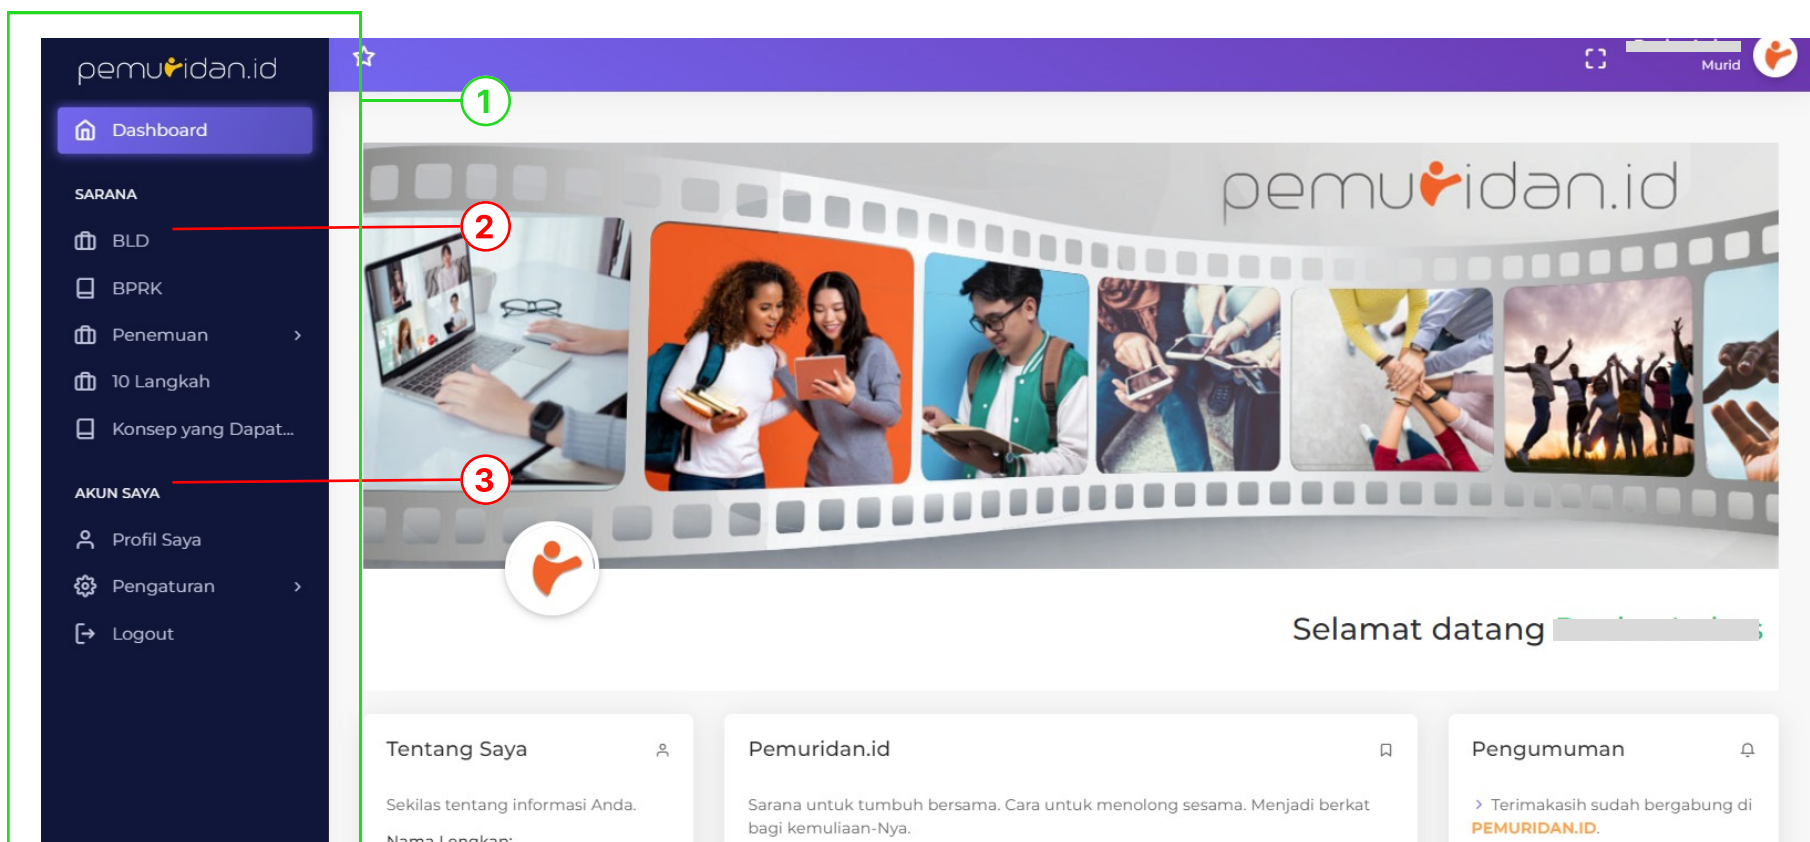 pemuridan.id
Murid
1
Dashboard
SARANA
2
BLD
BPRK
Penemuan
10 Langkah
Konsep yang Dapat...
3
AKUN SAYA
Profil Saya
Pengaturan
Logout
pemuridan.id
Selamat datang
Tentang Saya
Sekilas tentang informasi Anda.
Nama Lengkap:
Pemuridan.id
Sarana untuk tumbuh bersama. Cara untuk menolong sesama. Menjadi berkat
bagi kemuliaan-Nya.
Pengumuman
Terimakasih sudah bergabung di
PEMURIDAN.ID.